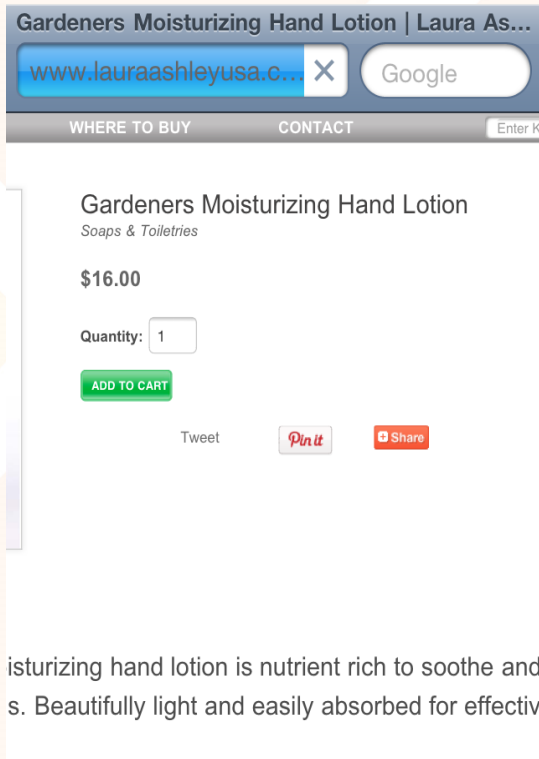 Gardeners Moisturizing Hand Lotion | Laura As...
www.lauraashleyusa.c... Google
WHERE TO BUY CONTACT Enter K
Gardeners Moisturizing Hand Lotion
Soaps & Toiletries
$16.00
Quantity: 1
ADD TO CART
Tweet Pin it Share
isturizing hand lotion is nutrient rich to soothe and
s. Beautifully light and easily absorbed for effectiv